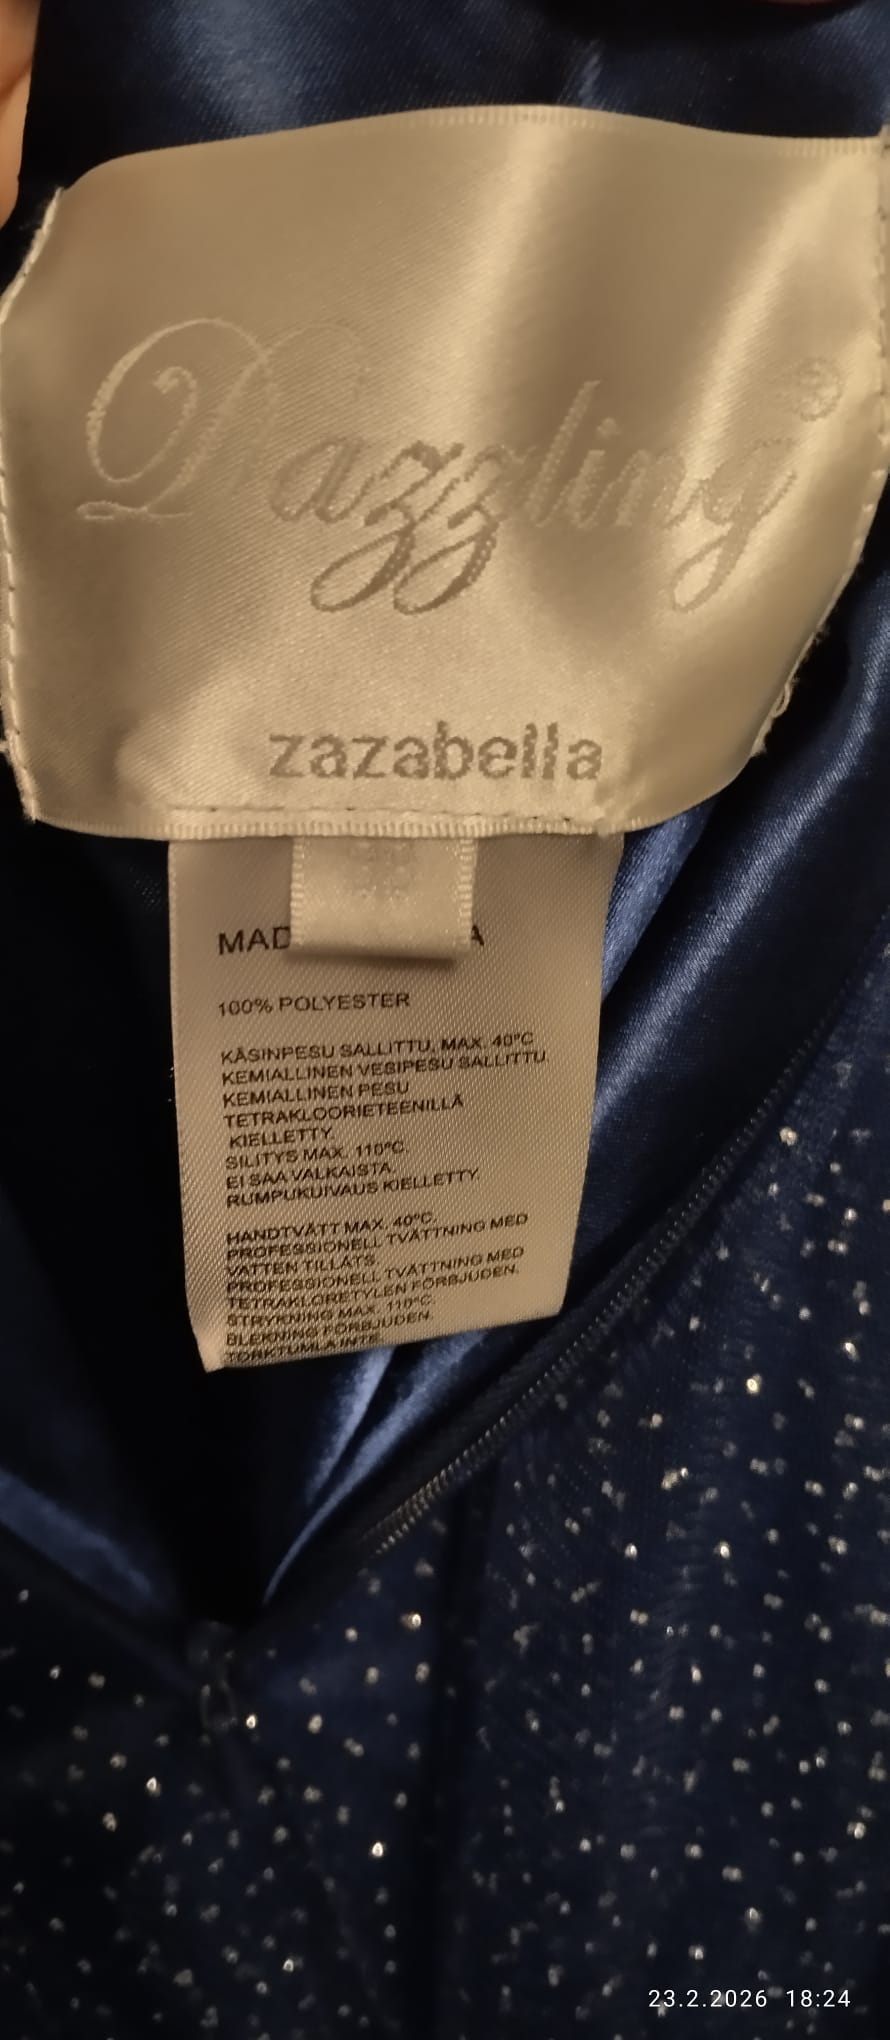 Dazzling®
zazabella
MAD A
100% POLYESTER
KÄSINPESU SALLITTU, MAX. 40°C
KEMIALLINEN VESIPESU SALLITTU.
KEMIALLINEN PESU
TETRAKLOORIETEENILLÄ
KIELLETTY.
SILITYS MAX. 110°C.
EI SAA VALKAISTA.
RUMPUKUIVAUS KIELLETTY.
HANDTVÄTT MAX. 40°C.
PROFESSIONELL TVÄTTNING MED
VATTEN TILLÅTS.
PROFESSIONELL TVÄTTNING MED
TETRAKLORETYLEN FÖRBJUDEN.
STRYKNING MAX. 110°C.
BLEKNING FÖRBJUDEN.
TORKTUMLA INTE.
23.2.2026 18:24